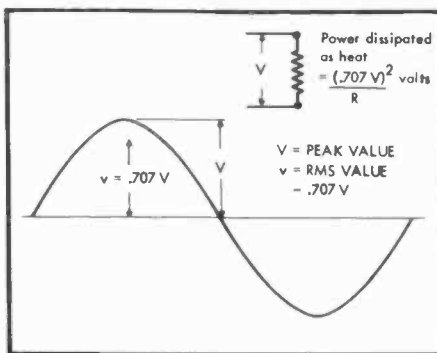 Power dissipated
as heat
= (.707 V)² volts
R
V
V
v = .707 V
V = PEAK VALUE
v = RMS VALUE
- .707 V